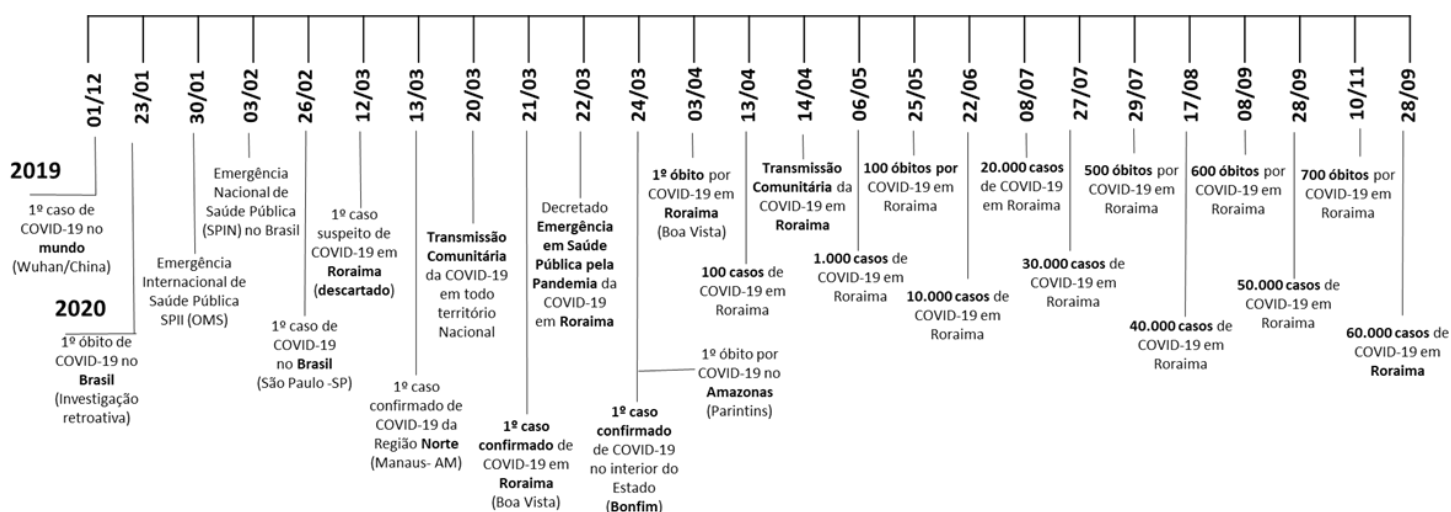 01/12
23/01
30/01
03/02
26/02
12/03
13/03
20/03
21/03
22/03
24/03
03/04
13/04
14/04
06/05
25/05
22/06
08/07
27/07
29/07
17/08
08/09
28/09
10/11
28/09
2019
1º caso de
COVID-19 no
mundo
(Wuhan/China)
2020
1º óbito de
COVID-19 no
Brasil
(Investigação
retroativa)
Emergência
Internacional de
Saúde Pública
SPII (OMS)
Emergência
Nacional de
Saúde Pública
(SPIN) no Brasil
1º caso de
COVID-19
no Brasil
(São Paulo -SP)
1º caso
suspeito de
COVID-19 em
Roraima
(descartado)
1º caso
confirmado de
COVID-19 da
Região Norte
(Manaus- AM)
Transmissão
Comunitária
da COVID-19
em todo
território
Nacional
1º caso
confirmado de
COVID-19 em
Roraima
(Boa Vista)
Decretado
Emergência
em Saúde
Pública pela
Pandemia da
COVID-19
em Roraima
1º caso
confirmado
de COVID-19
no interior do
Estado
(Bonfim)
1º óbito por
COVID-19 no
Amazonas
(Parintins)
1º óbito por
COVID-19 em
Roraima
(Boa Vista)
100 casos de
COVID-19 em
Roraima
Transmissão
Comunitária da
COVID-19 em
Roraima
1.000 casos de
COVID-19 em
Roraima
100 óbitos por
COVID-19 em
Roraima
10.000 casos de
COVID-19 em
Roraima
20.000 casos
de COVID-19
em Roraima
30.000 casos de
COVID-19 em
Roraima
500 óbitos por
COVID-19 em
Roraima
40.000 casos de
COVID-19 em
Roraima
600 óbitos por
COVID-19 em
Roraima
50.000 casos de
COVID-19 em
Roraima
700 óbitos por
COVID-19 em
Roraima
60.000 casos de
COVID-19 em
Roraima